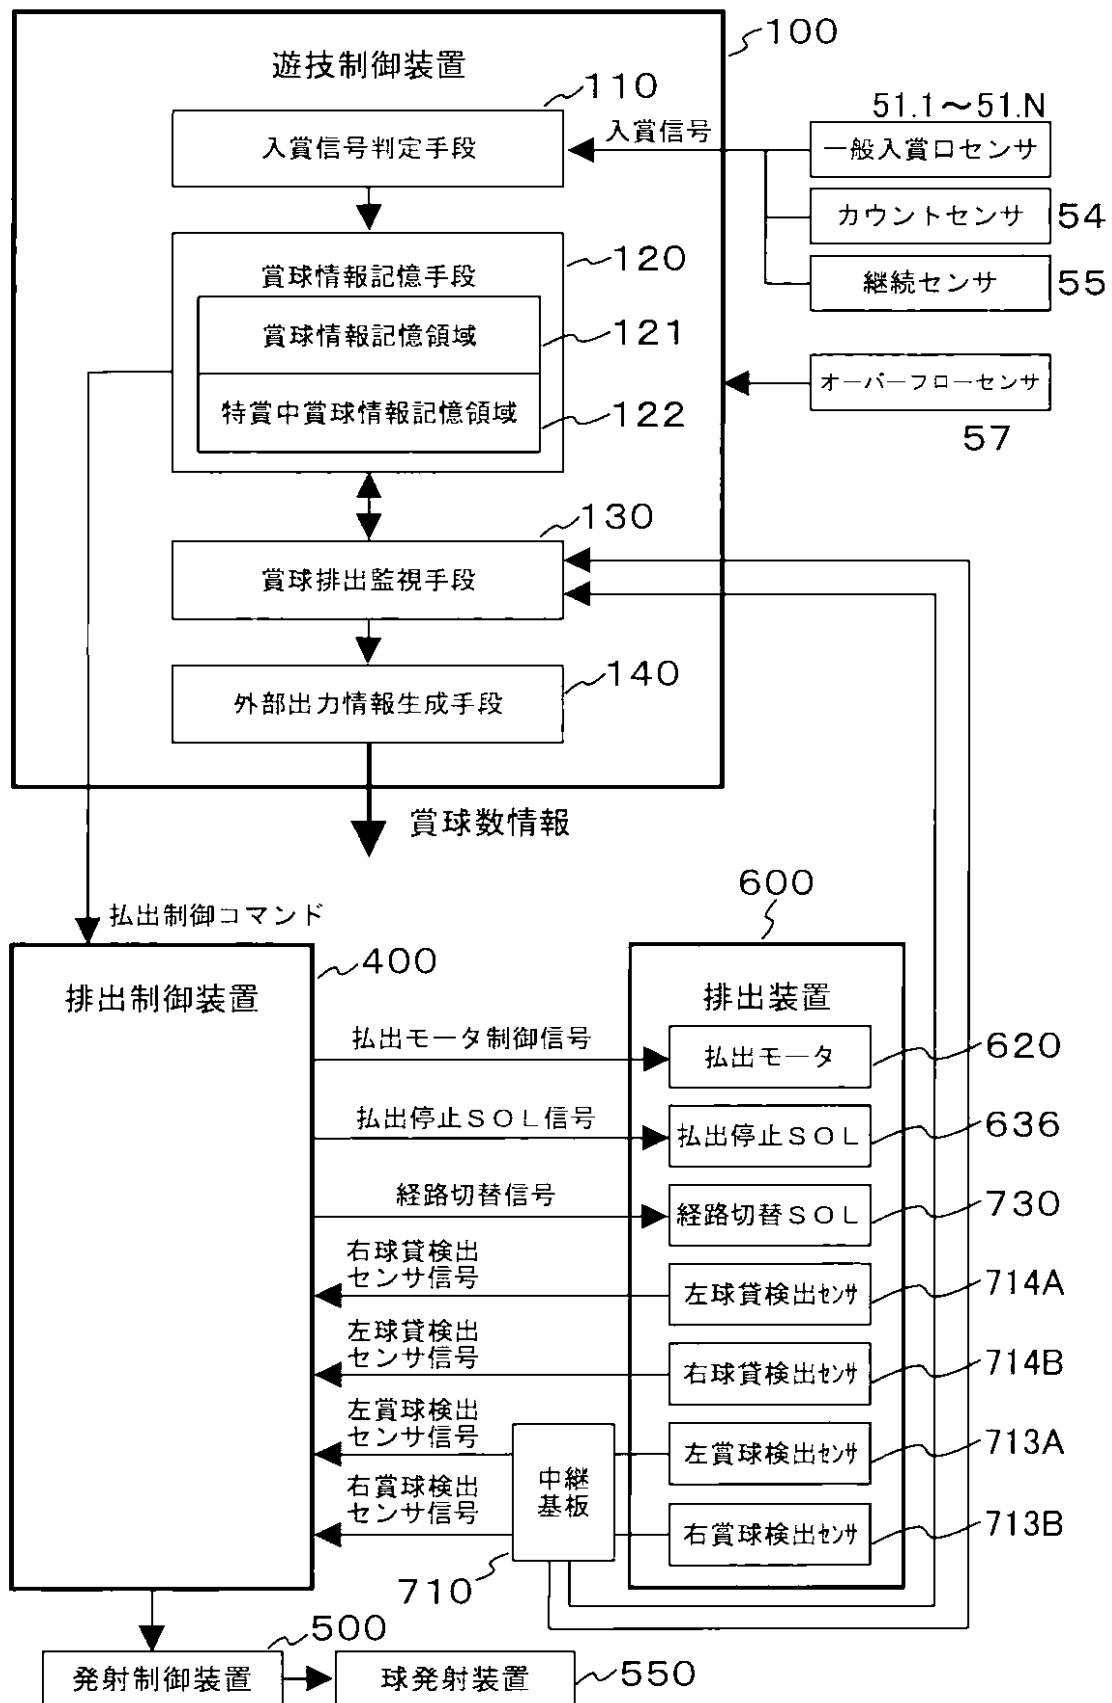 遊技制御装置
100
110
入賞信号判定手段
入賞信号
51.1～51.N
一般入賞口センサ
カウントセンサ
54
継続センサ
55
賞球情報記憶手段
120
賞球情報記憶領域
121
特賞中賞球情報記憶領域
122
オーバーフローセンサ
57
130
賞球排出監視手段
140
外部出力情報生成手段
賞球数情報
払出制御コマンド
600
排出制御装置
400
排出装置
払出モータ制御信号
払出モータ
620
払出停止ＳＯＬ信号
払出停止ＳＯＬ
636
経路切替信号
経路切替ＳＯＬ
730
右球貸検出
センサ信号
左球貸検出ｾﾝｻ
714A
左球貸検出
センサ信号
右球貸検出ｾﾝｻ
714B
左賞球検出
センサ信号
左賞球検出ｾﾝｻ
713A
中継
基板
右賞球検出
センサ信号
右賞球検出ｾﾝｻ
713B
710
500
発射制御装置
球発射装置
550